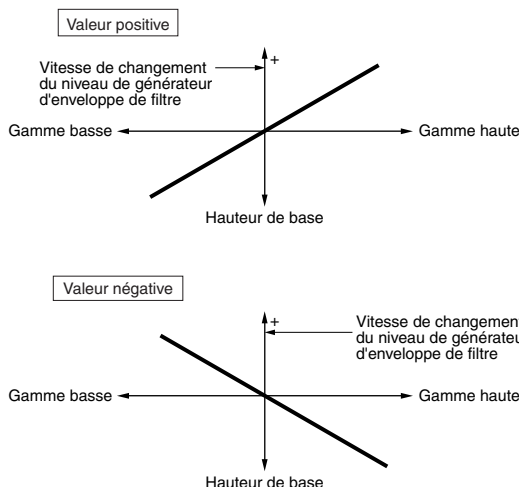 Valeur positive
+
Vitesse de changement
du niveau de générateur
d'enveloppe de filtre
Gamme basse
Gamme haute
Hauteur de base
Valeur négative
+
Vitesse de changement
du niveau de générateu
d'enveloppe de filtre
Gamme basse
Gamme haute
Hauteur de base